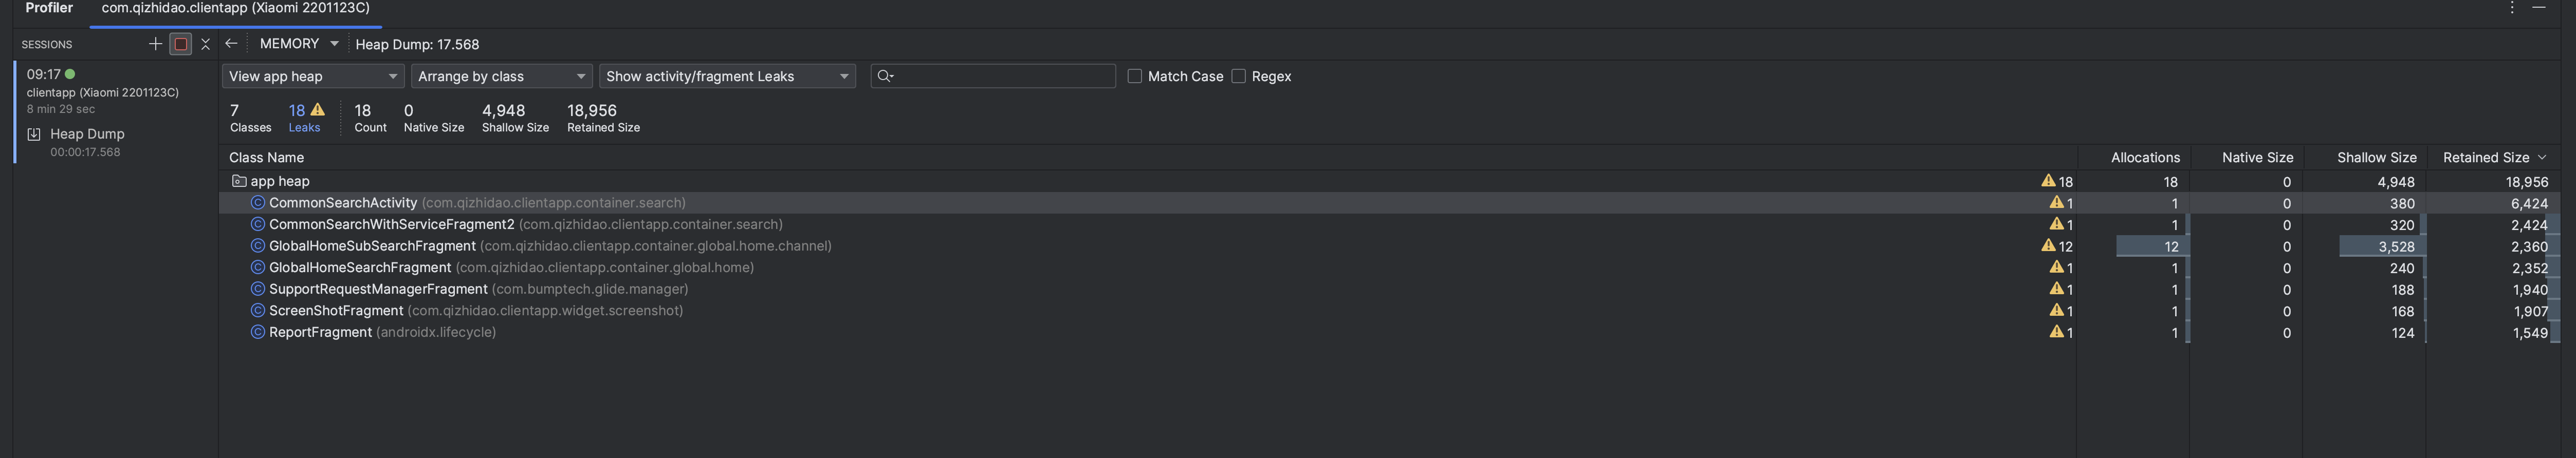 Profiler com.qizhidao.clientapp (Xiaomi 2201123C)
SESSIONS MEMORY Heap Dump: 17.568
09:17
clientapp (Xiaomi 2201123C)
8 min 29 sec
Heap Dump
00:00:17.568
View app heap Arrange by class Show activity/fragment Leaks Match Case Regex
7 18 18 0 4,948 18,956
Classes Leaks Count Native Size Shallow Size Retained Size
Class Name Allocations Native Size Shallow Size Retained Size
app heap 18 18 0 4,948 18,956
CommonSearchActivity (com.qizhidao.clientapp.container.search) 1 1 0 380 6,424
CommonSearchWithServiceFragment2 (com.qizhidao.clientapp.container.search) 1 1 0 320 2,424
GlobalHomeSubSearchFragment (com.qizhidao.clientapp.container.global.home.channel) 12 12 0 3,528 2,360
GlobalHomeSearchFragment (com.qizhidao.clientapp.container.global.home) 1 1 0 240 2,352
SupportRequestManagerFragment (com.bumptech.glide.manager) 1 1 0 188 1,940
ScreenShotFragment (com.qizhidao.clientapp.widget.screenshot) 1 1 0 168 1,907
ReportFragment (androidx.lifecycle) 1 1 0 124 1,549